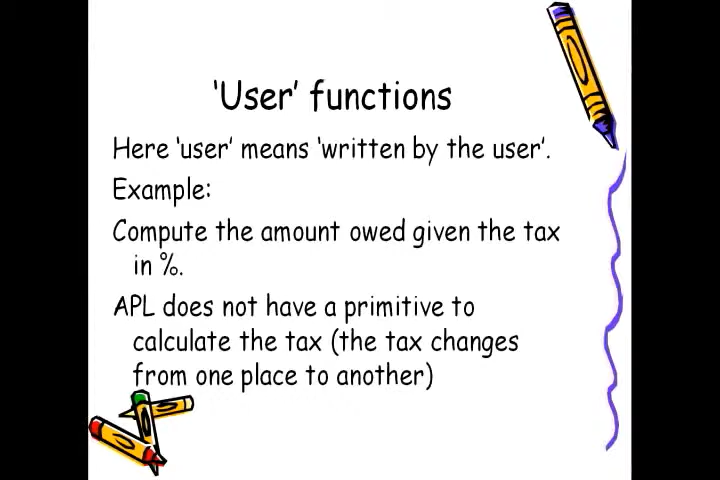 ‘User’ functions
Here ‘user’ means ‘written by the user’.
Example:
Compute the amount owed given the tax
in %.
APL does not have a primitive to
calculate the tax (the tax changes
from one place to another)